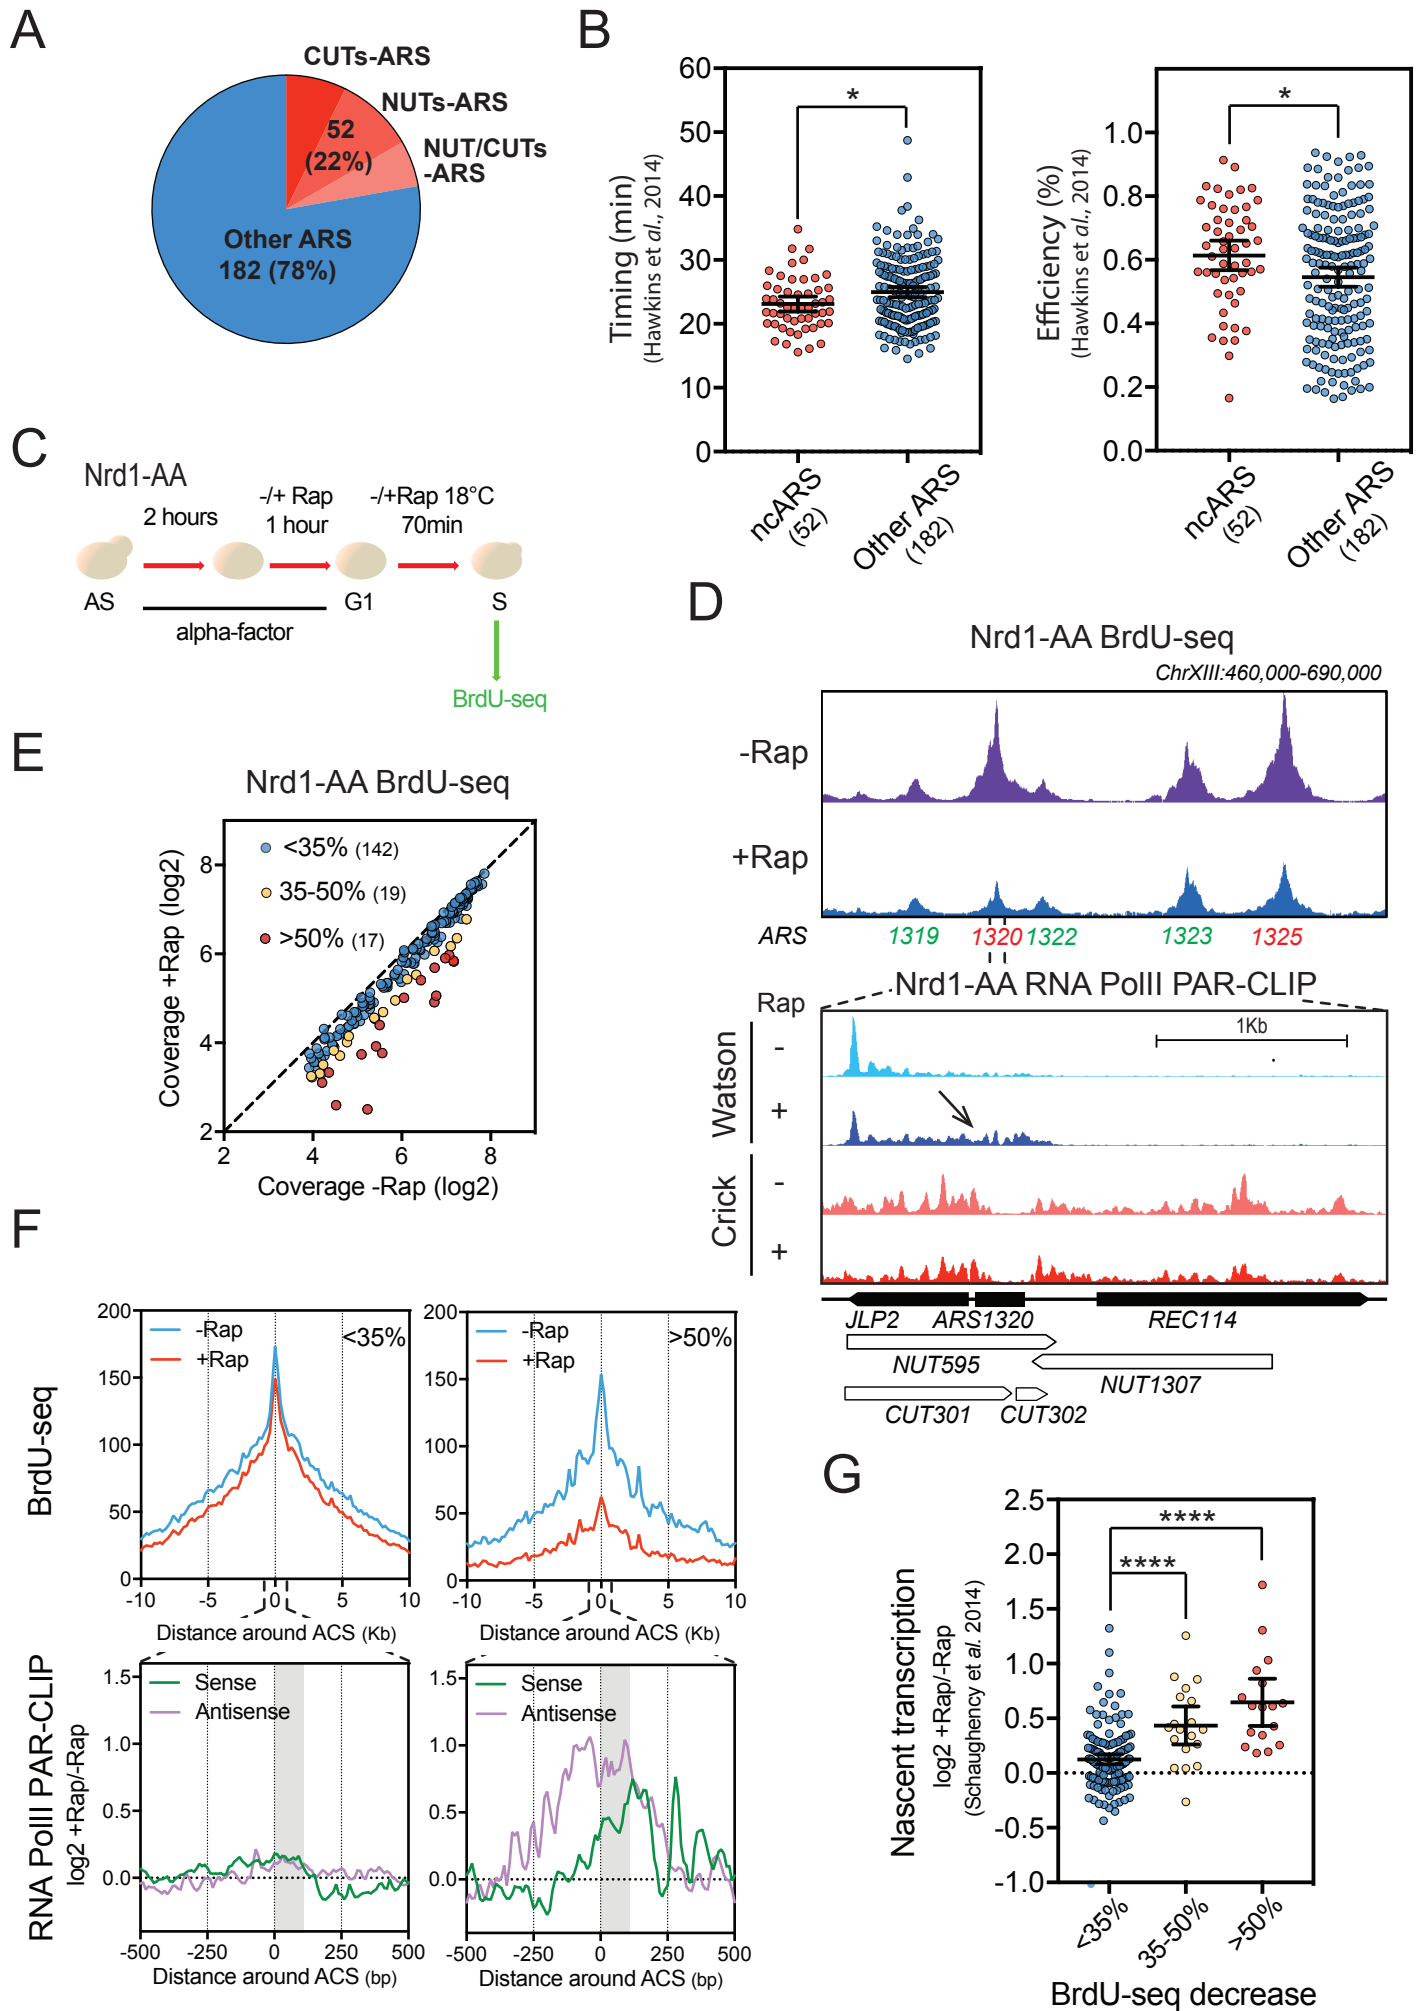 A
CUTs-ARS
NUTs-ARS
52
(22%)
NUT/CUTs
-ARS
Other ARS
182 (78%)
B
60
50
40
30
20
10
0
Timing (min)
(Hawkins et al., 2014)
*
ncARS
(52)
Other ARS
(182)
1.0
0.8
0.6
0.4
0.2
0.0
Efficiency (%)
(Hawkins et al., 2014)
*
ncARS
(52)
Other ARS
(182)
C
Nrd1-AA
2 hours
-/+ Rap
1 hour
-/+Rap 18°C
70min
AS
G1
S
alpha-factor
BrdU-seq
D
Nrd1-AA BrdU-seq
ChrXIII:460,000-690,000
-Rap
+Rap
ARS
1319
1320
1322
1323
1325
Nrd1-AA RNA PolII PAR-CLIP
Rap
1Kb
Watson
-
+
Crick
-
+
JLP2
ARS1320
REC114
NUT595
NUT1307
CUT301
CUT302
E
Nrd1-AA BrdU-seq
<35% (142)
35-50% (19)
>50% (17)
Coverage +Rap (log2)
8
6
4
2
2
4
6
8
Coverage -Rap (log2)
F
BrdU-seq
200
150
100
50
0
-Rap
+Rap
<35%
-10
-5
0
5
10
Distance around ACS (Kb)
200
150
100
50
0
-Rap
+Rap
>50%
-10
-5
0
5
10
Distance around ACS (Kb)
RNA PolII PAR-CLIP
log2 +Rap/-Rap
1.5
1.0
0.5
0.0
Sense
Antisense
-500
-250
0
250
500
Distance around ACS (bp)
1.5
1.0
0.5
0.0
Sense
Antisense
-500
-250
0
250
500
Distance around ACS (bp)
G
2.5
2.0
1.5
1.0
0.5
0.0
-0.5
-1.0
Nascent transcription
log2 +Rap/-Rap
(Schaughency et al. 2014)
****
****
<35%
35-50%
>50%
BrdU-seq decrease